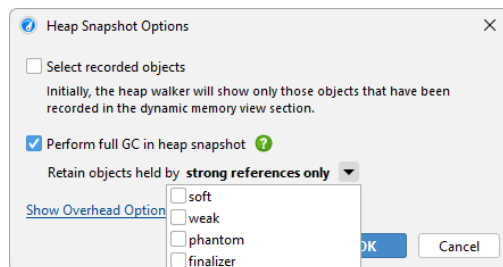 Heap Snapshot Options
Select recorded objects
Initially, the heap walker will show only those objects that have been
recorded in the dynamic memory view section.
Perform full GC in heap snapshot ?
Retain objects held by strong references only
soft
Show Overhead Option
weak
phantom
OK Cancel
finalizer